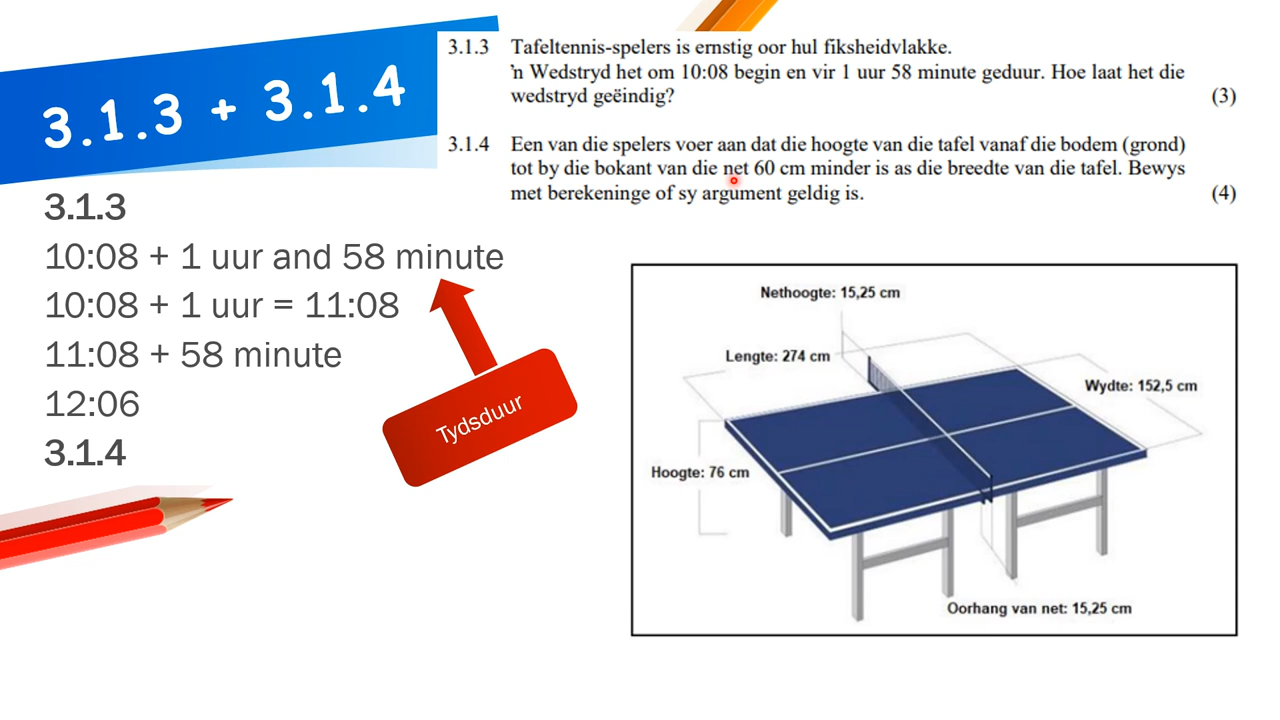 3.1.3 + 3.1.4
3.1.3 Tafeltennis-spelers is ernstig oor hul fiksheidvlakke.
'n Wedstryd het om 10:08 begin en vir 1 uur 58 minute geduur. Hoe laat het die
wedstryd geëindig? (3)
3.1.4 Een van die spelers voer aan dat die hoogte van die tafel vanaf die bodem (grond)
tot by die bokant van die net 60 cm minder is as die breedte van die tafel. Bewys
met berekeninge of sy argument geldig is. (4)
3.1.3
10:08 + 1 uur and 58 minute
10:08 + 1 uur = 11:08
11:08 + 58 minute
12:06
3.1.4
Tydsduur
Nethoogte: 15,25 cm
Lengte: 274 cm
Wydte: 152,5 cm
Hoogte: 76 cm
Oorhang van net: 15,25 cm